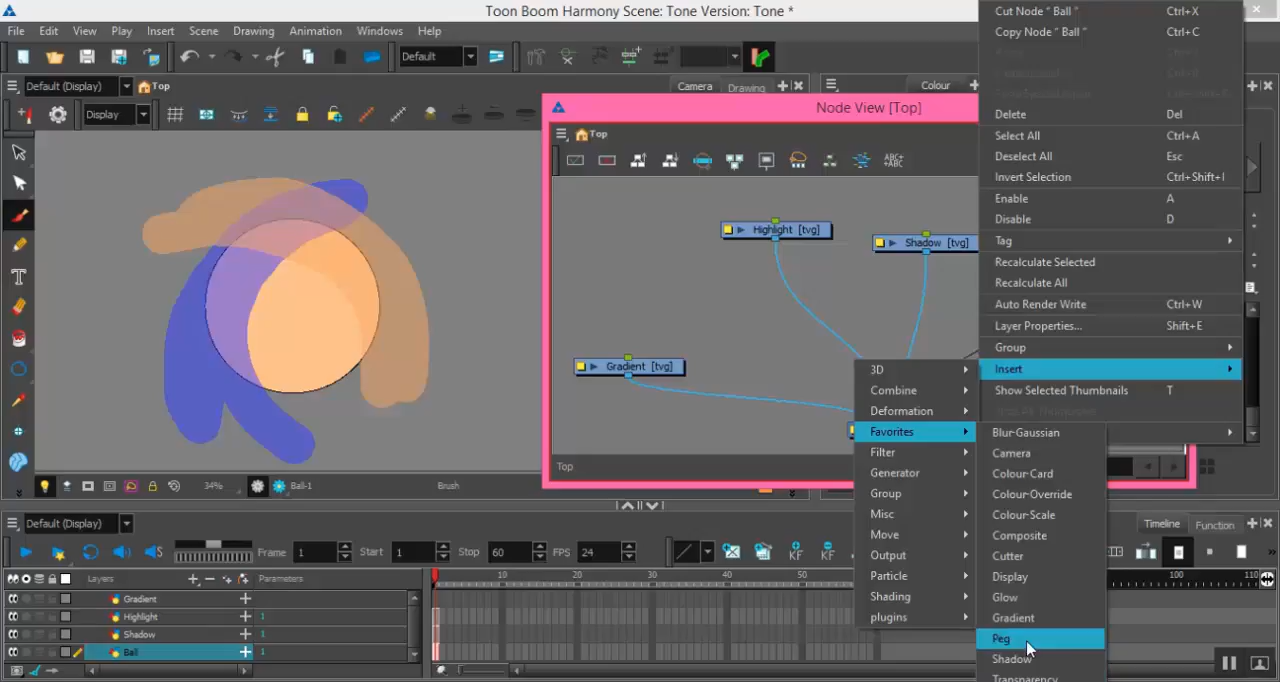 Toon Boom Harmony Scene: Tone Version: Tone *
File Edit View Play Insert Scene Drawing Animation Windows Help
Default
Default (Display) Top
Camera Drawing Colour
Display
Node View [Top]
Top
Highlight [tvg]
Shadow [tvg]
Gradient [tvg]
Top
34% Ball-1 Brush
Cut Node " Ball " Ctrl+X
Copy Node " Ball " Ctrl+C
Delete Del
Select All Ctrl+A
Deselect All Esc
Invert Selection Ctrl+Shift+I
Enable A
Disable D
Tag
Recalculate Selected
Recalculate All
Auto Render Write Ctrl+W
Layer Properties... Shift+E
Group
Insert
Show Selected Thumbnails T
3D
Combine
Deformation
Favorites
Filter
Generator
Group
Misc
Move
Output
Particle
Shading
plugins
Blur-Gaussian
Camera
Colour-Card
Colour-Override
Colour-Scale
Composite
Cutter
Display
Glow
Gradient
Peg
Shadow
Transparency
Default (Display)
Timeline Function
Frame 1 Start 1 Stop 60 FPS 24
KF KF
Layers Parameters
10 20 30 40 50 100 110
Gradient
Highlight 1
Shadow 1
Ball 1